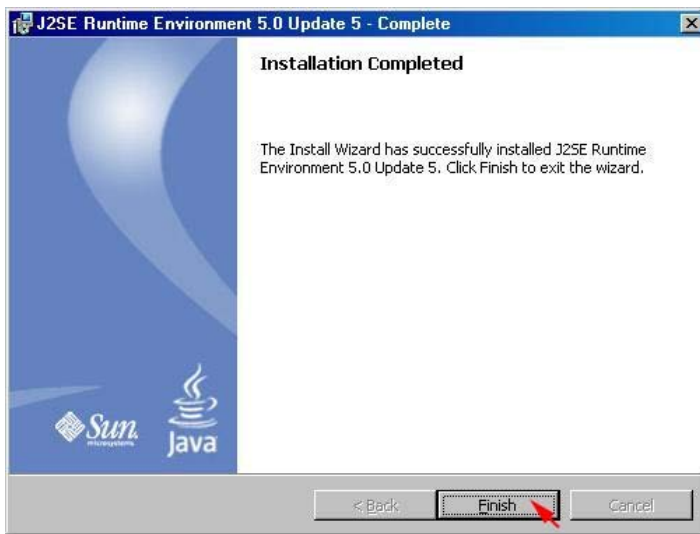 J2SE Runtime Environment 5.0 Update 5 - Complete
Installation Completed
The Install Wizard has successfully installed J2SE Runtime
Environment 5.0 Update 5. Click Finish to exit the wizard.
Sun
microsystems
Java
< Back
Finish
Cancel